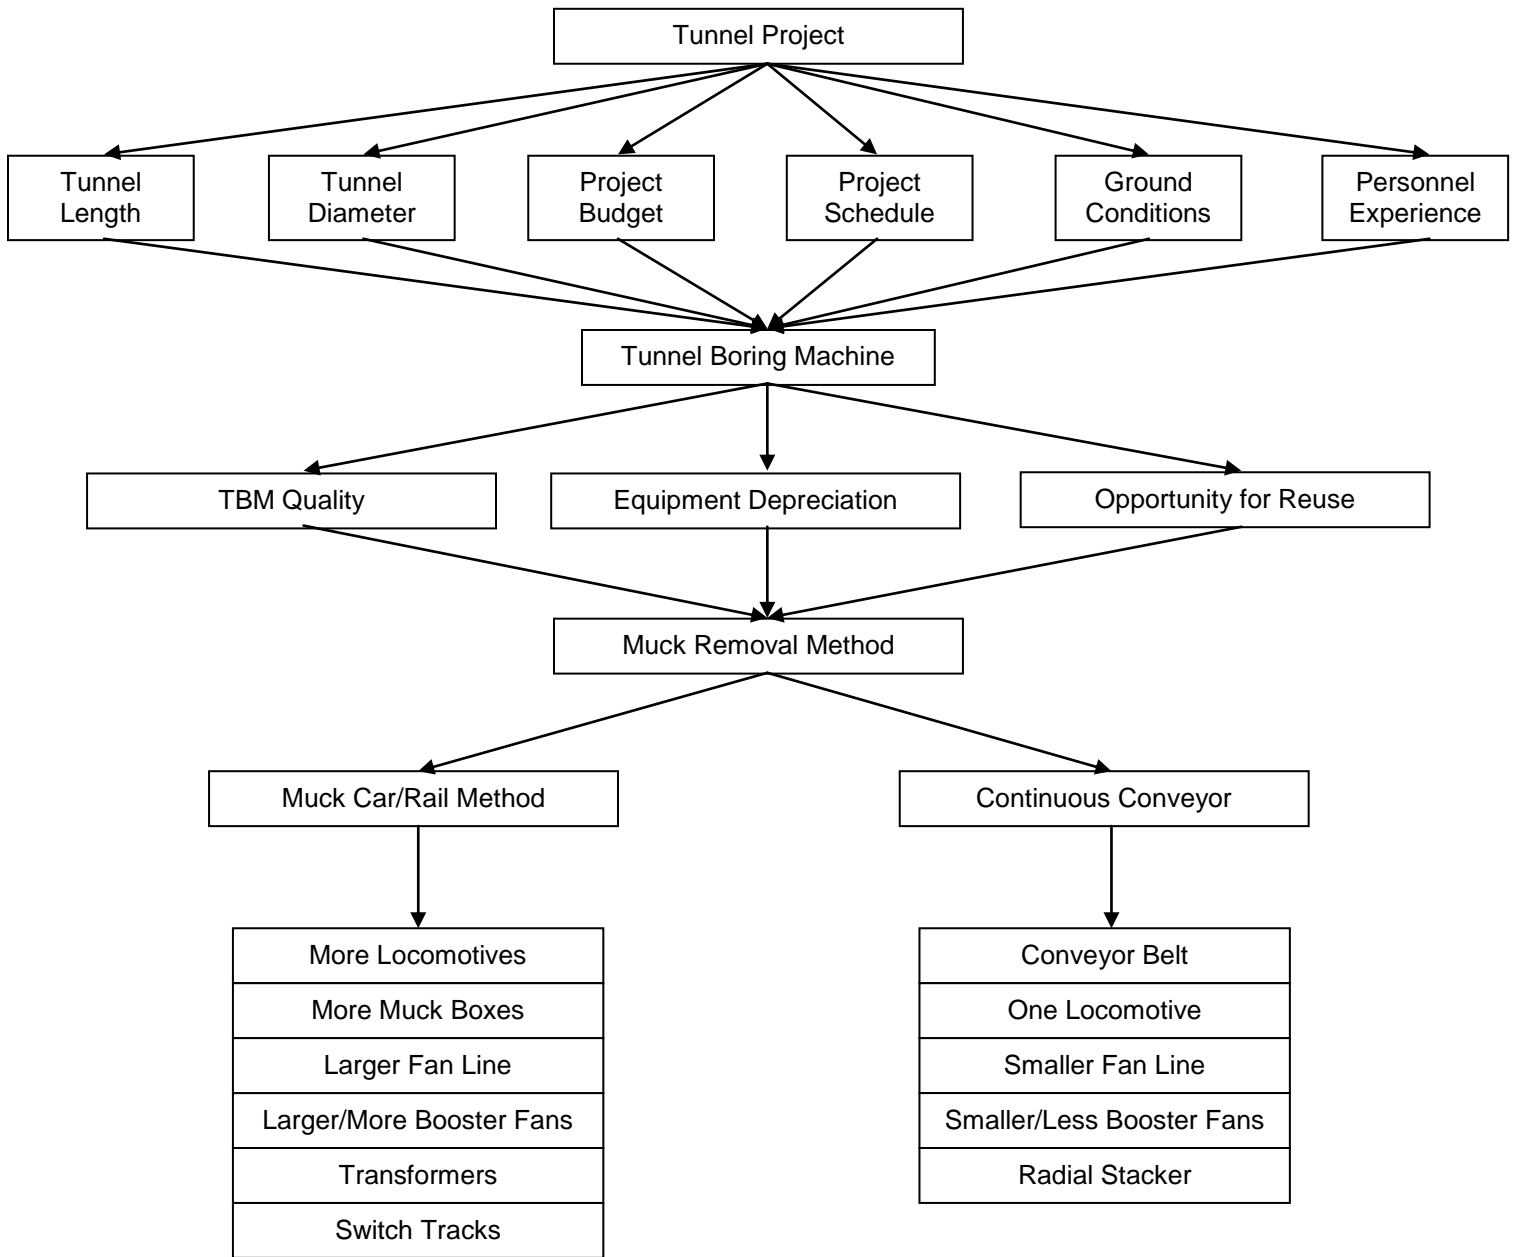 Tunnel Project
Tunnel
Length
Tunnel
Diameter
Project
Budget
Project
Schedule
Ground
Conditions
Personnel
Experience
Tunnel Boring Machine
TBM Quality
Equipment Depreciation
Opportunity for Reuse
Muck Removal Method
Muck Car/Rail Method
Continuous Conveyor
More Locomotives
More Muck Boxes
Larger Fan Line
Larger/More Booster Fans
Transformers
Switch Tracks
Conveyor Belt
One Locomotive
Smaller Fan Line
Smaller/Less Booster Fans
Radial Stacker